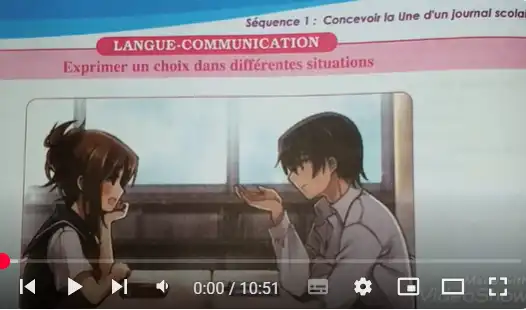 Séquence 1 : Concevoir la Une d'un journal scolai
LANGUE-COMMUNICATION
Exprimer un choix dans différentes situations
0:00 / 10:51